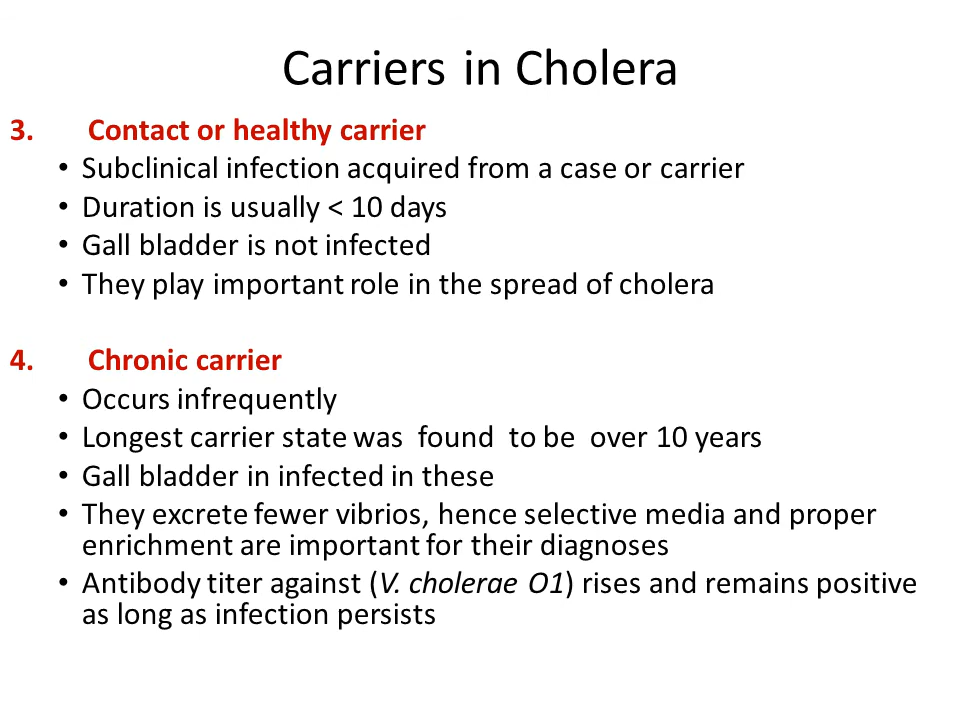 Carriers in Cholera
3. Contact or healthy carrier
• Subclinical infection acquired from a case or carrier
• Duration is usually < 10 days
• Gall bladder is not infected
• They play important role in the spread of cholera
4. Chronic carrier
• Occurs infrequently
• Longest carrier state was found to be over 10 years
• Gall bladder in infected in these
• They excrete fewer vibrios, hence selective media and proper
enrichment are important for their diagnoses
• Antibody titer against (V. cholerae O1) rises and remains positive
as long as infection persists